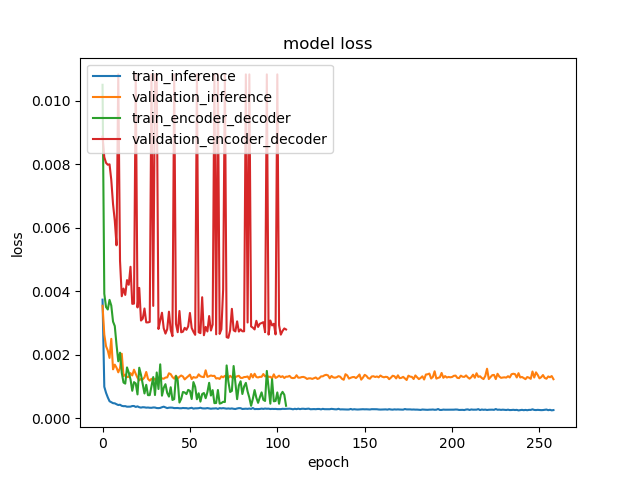 model loss
train_inference
validation_inference
train_encoder_decoder
validation_encoder_decoder
0.010
0.008
0.006
0.004
0.002
0.000
loss
0 50 100 150 200 250
epoch